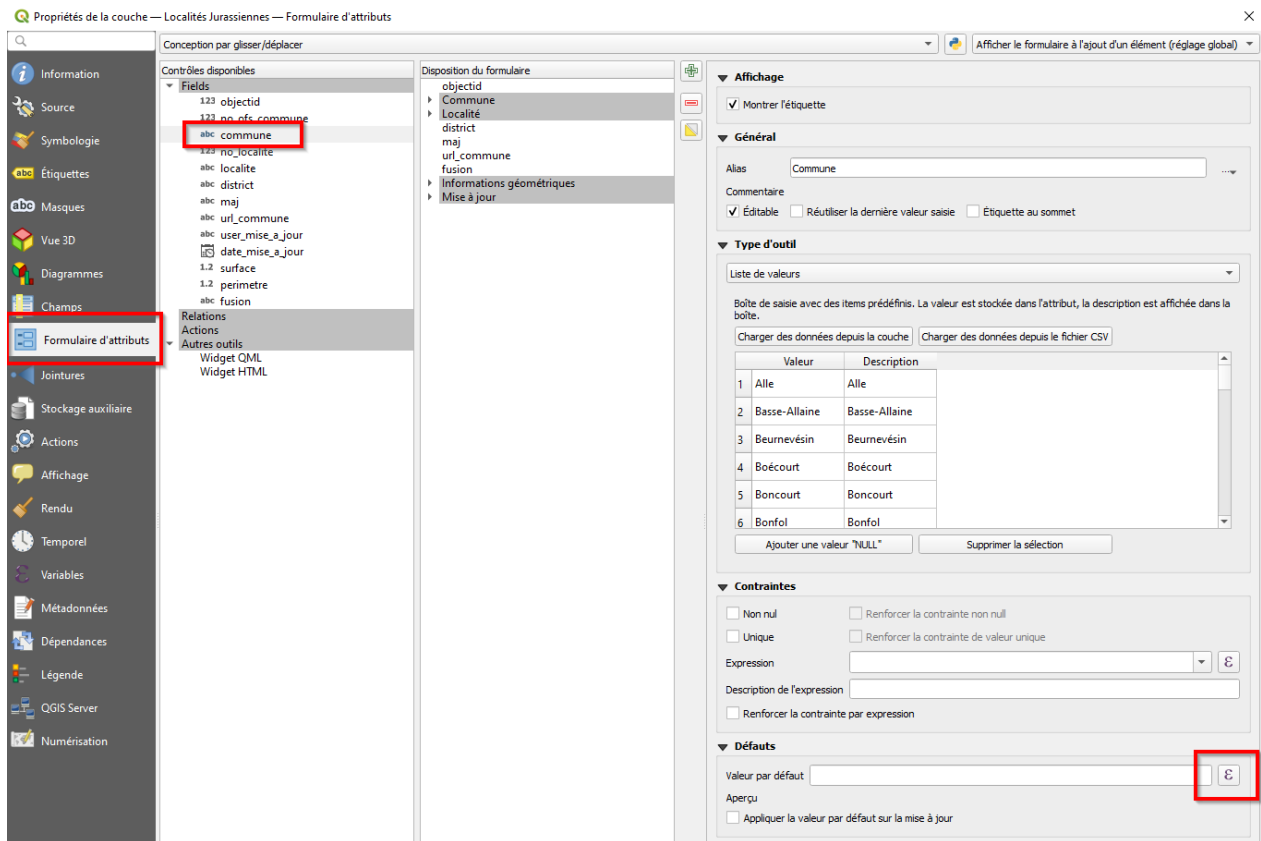 Propriétés de la couche — Localités Jurassiennes — Formulaire d'attributs
Conception par glisser/déplacer
Afficher le formulaire à l'ajout d'un élément (réglage global)
Information
Source
Symbologie
abc Étiquettes
abc Masques
Vue 3D
Diagrammes
Champs
Formulaire d'attributs
Jointures
Stockage auxiliaire
Actions
Affichage
Rendu
Temporel
Variables
Métadonnées
Dépendances
Légende
QGIS Server
Numérisation
Contrôles disponibles
Fields
123 objectid
123 no_ofs_commune
abc commune
123 no_localite
abc localite
abc district
abc maj
abc url_commune
abc user_mise_a_jour
date_mise_a_jour
1.2 surface
1.2 perimetre
abc fusion
Relations
Actions
Autres outils
Widget QML
Widget HTML
Disposition du formulaire
objectid
Commune
Localité
district
maj
url_commune
fusion
Informations géométriques
Mise à jour
Affichage
Montrer l'étiquette
Général
Alias Commune ...
Commentaire
Éditable Réutiliser la dernière valeur saisie Étiquette au sommet
Type d'outil
Liste de valeurs
Boîte de saisie avec des items prédéfinis. La valeur est stockée dans l'attribut, la description est affichée dans la
boîte.
Charger des données depuis la couche Charger des données depuis le fichier CSV
Valeur Description
1 Alle Alle
2 Basse-Allaine Basse-Allaine
3 Beurnevésin Beurnevésin
4 Boécourt Boécourt
5 Boncourt Boncourt
6 Bonfol Bonfol
Ajouter une valeur "NULL" Supprimer la sélection
Contraintes
Non nul Renforcer la contrainte non null
Unique Renforcer la contrainte de valeur unique
Expression ε
Description de l'expression
Renforcer la contrainte par expression
Défauts
Valeur par défaut ε
Aperçu
Appliquer la valeur par défaut sur la mise à jour